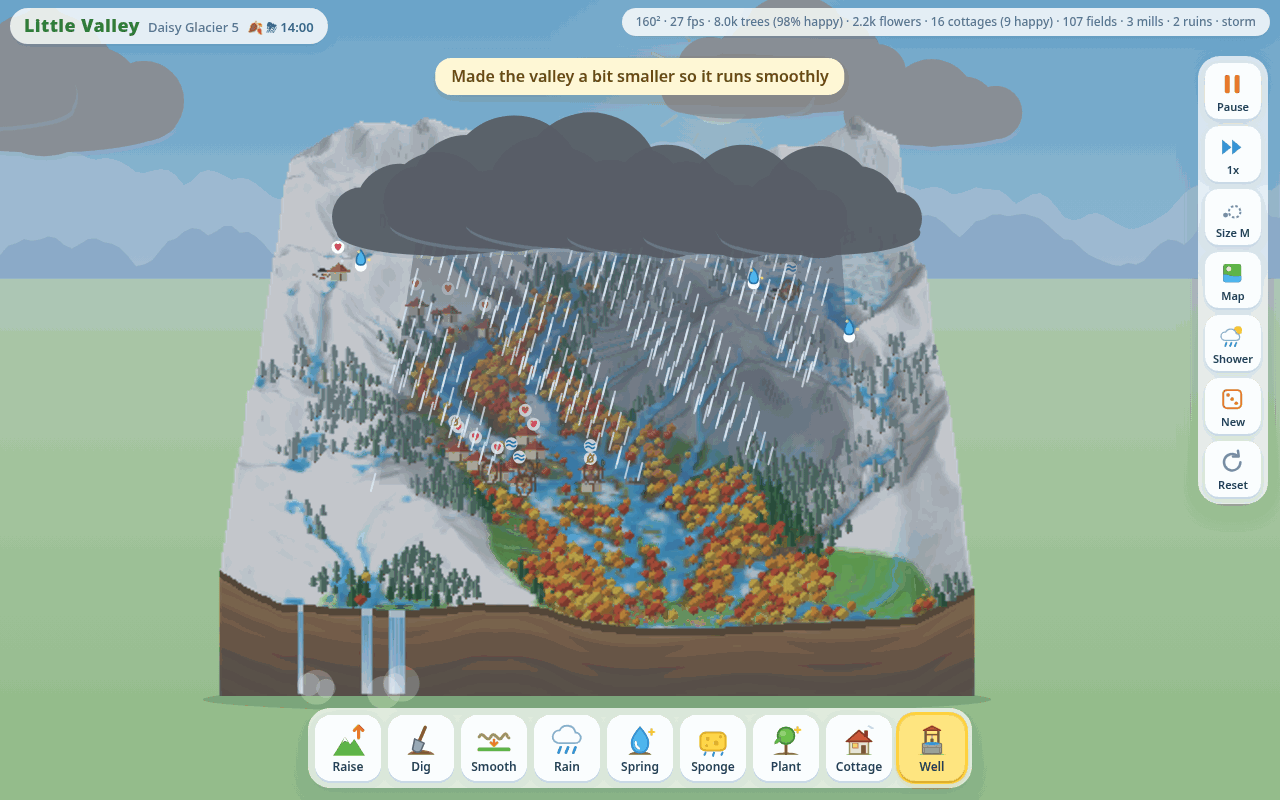 Little Valley Daisy Glacier 5 14:00
160² · 27 fps · 8.0k trees (98% happy) · 2.2k flowers · 16 cottages (9 happy) · 107 fields · 3 mills · 2 ruins · storm
Made the valley a bit smaller so it runs smoothly
Pause
1x
Size M
Map
Shower
New
Reset
Raise
Dig
Smooth
Rain
Spring
Sponge
Plant
Cottage
Well